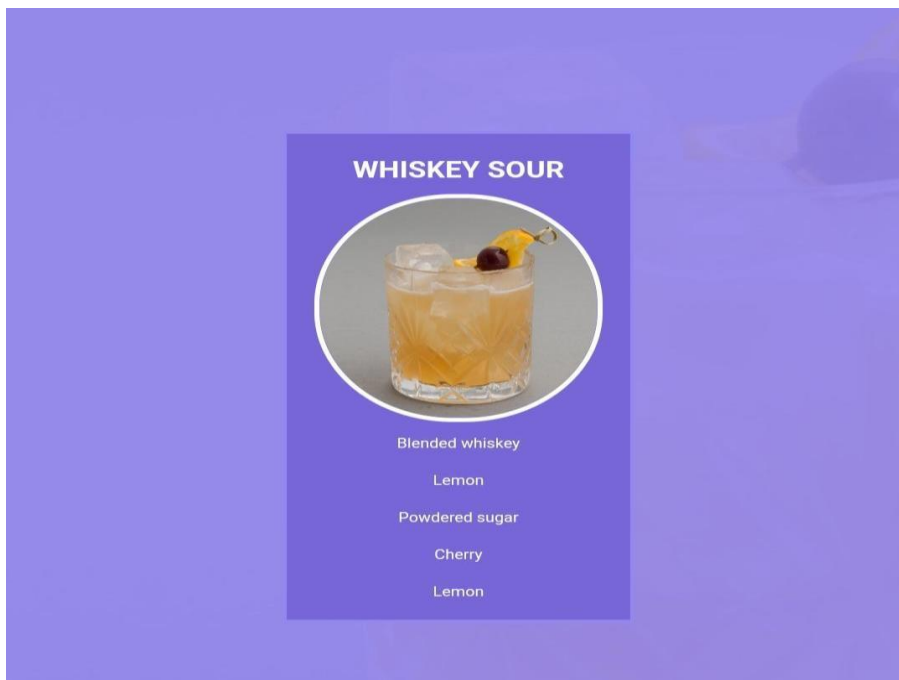 WHISKEY SOUR
Blended whiskey
Lemon
Powdered sugar
Cherry
Lemon